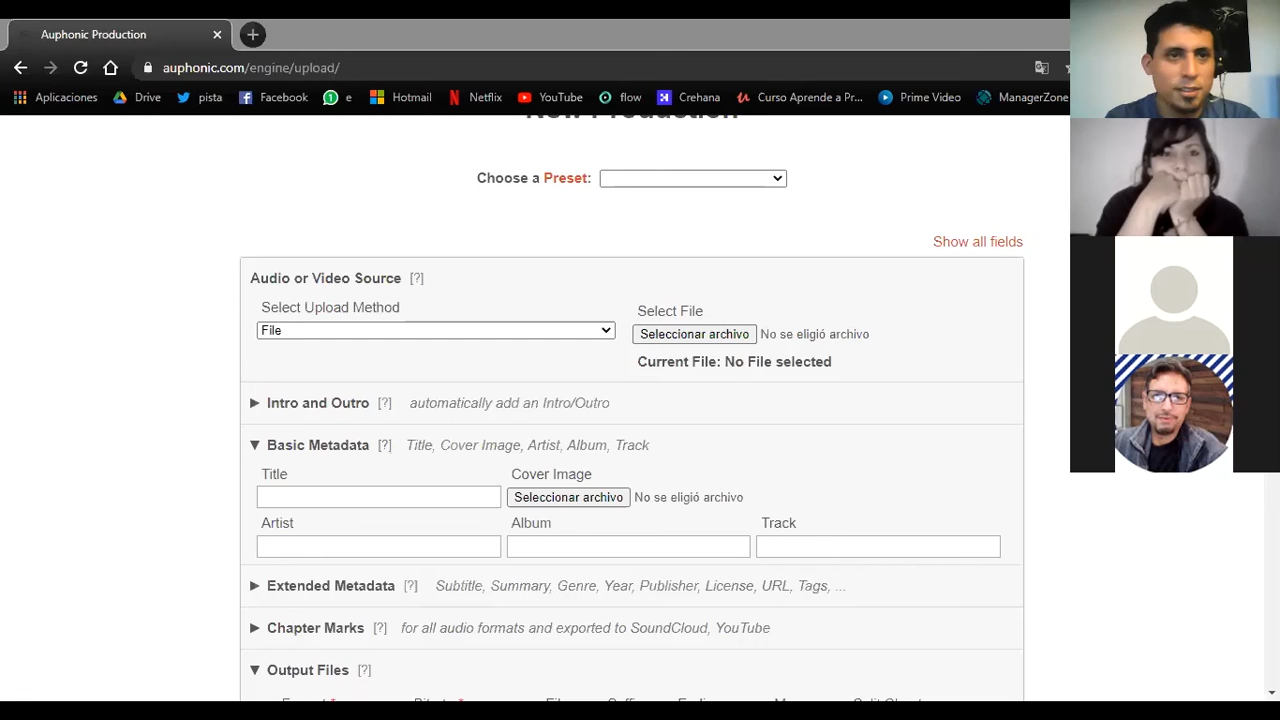 Auphonic Production
auphonic.com/engine/upload/
Aplicaciones Drive pista Facebook e Hotmail Netflix YouTube flow Crehana Curso Aprende a Pr... Prime Video ManagerZone
New Production
Choose a Preset:
Show all fields
Audio or Video Source [?]
Select Upload Method
Select File
File
Seleccionar archivo No se eligió archivo
Current File: No File selected
Intro and Outro [?] automatically add an Intro/Outro
Basic Metadata [?] Title, Cover Image, Artist, Album, Track
Title Cover Image
Seleccionar archivo No se eligió archivo
Artist Album Track
Extended Metadata [?] Subtitle, Summary, Genre, Year, Publisher, License, URL, Tags, ...
Chapter Marks [?] for all audio formats and exported to SoundCloud, YouTube
Output Files [?]